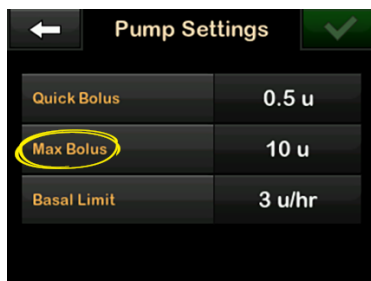 Pump Settings
Quick Bolus 0.5 u
Max Bolus 10 u
Basal Limit 3 u/hr